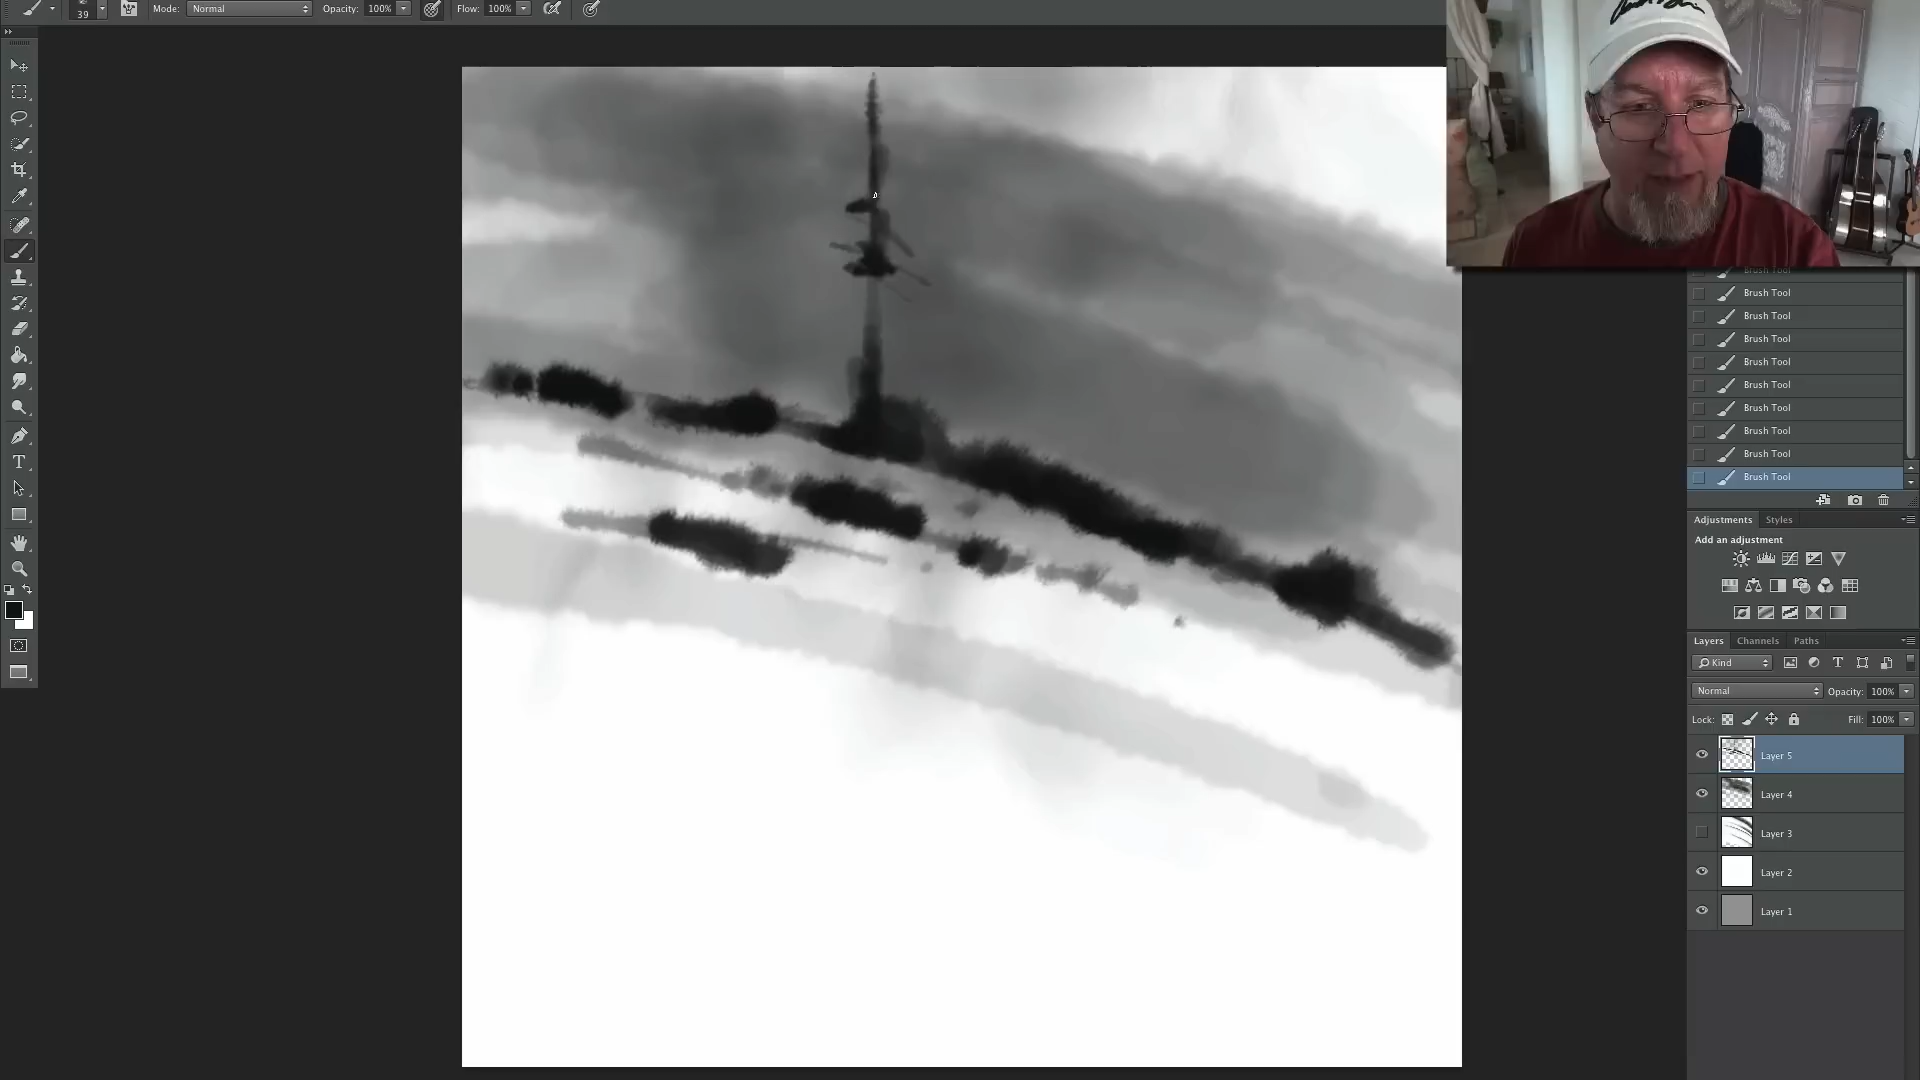 39 Mode: Normal Opacity: 100% Flow: 100%
Brush Tool
Brush Tool
Brush Tool
Brush Tool
Brush Tool
Brush Tool
Brush Tool
Brush Tool
Brush Tool
Brush Tool
Adjustments Styles
Add an adjustment
T
Layers Channels Paths
Kind T
Normal Opacity: 100%
Lock: Fill: 100%
Layer 5
Layer 4
Layer 3
Layer 2
Layer 1